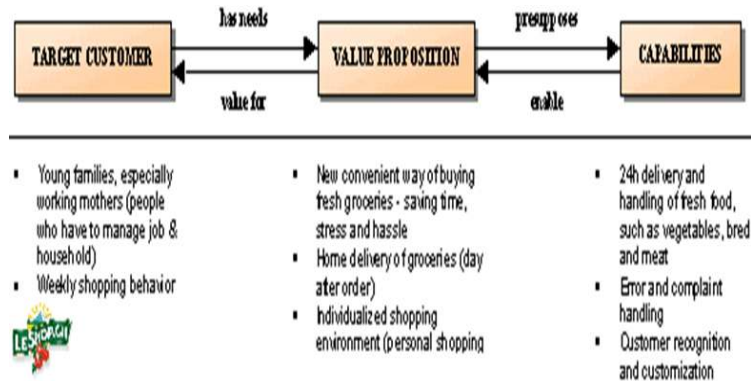 has needs
presupposes
TARGET CUSTOMER
VALUE PROPOSITION
CAPABILITIES
value for
enable
▪ Young families, especially
working mothers (people
who have to manage job &
household)
▪ Weekly shopping behavior
▪ New convenient way of buying
fresh groceries - saving time,
stress and hassle
▪ Home delivery of groceries (day
ater order)
▪ Individualized shopping
environment (personal shopping
▪ 24h delivery and
handling of fresh food,
such as vegetables, bred
and meat
▪ Error and complaint
handling
▪ Customer recognition
and customization
LESHOP.CH